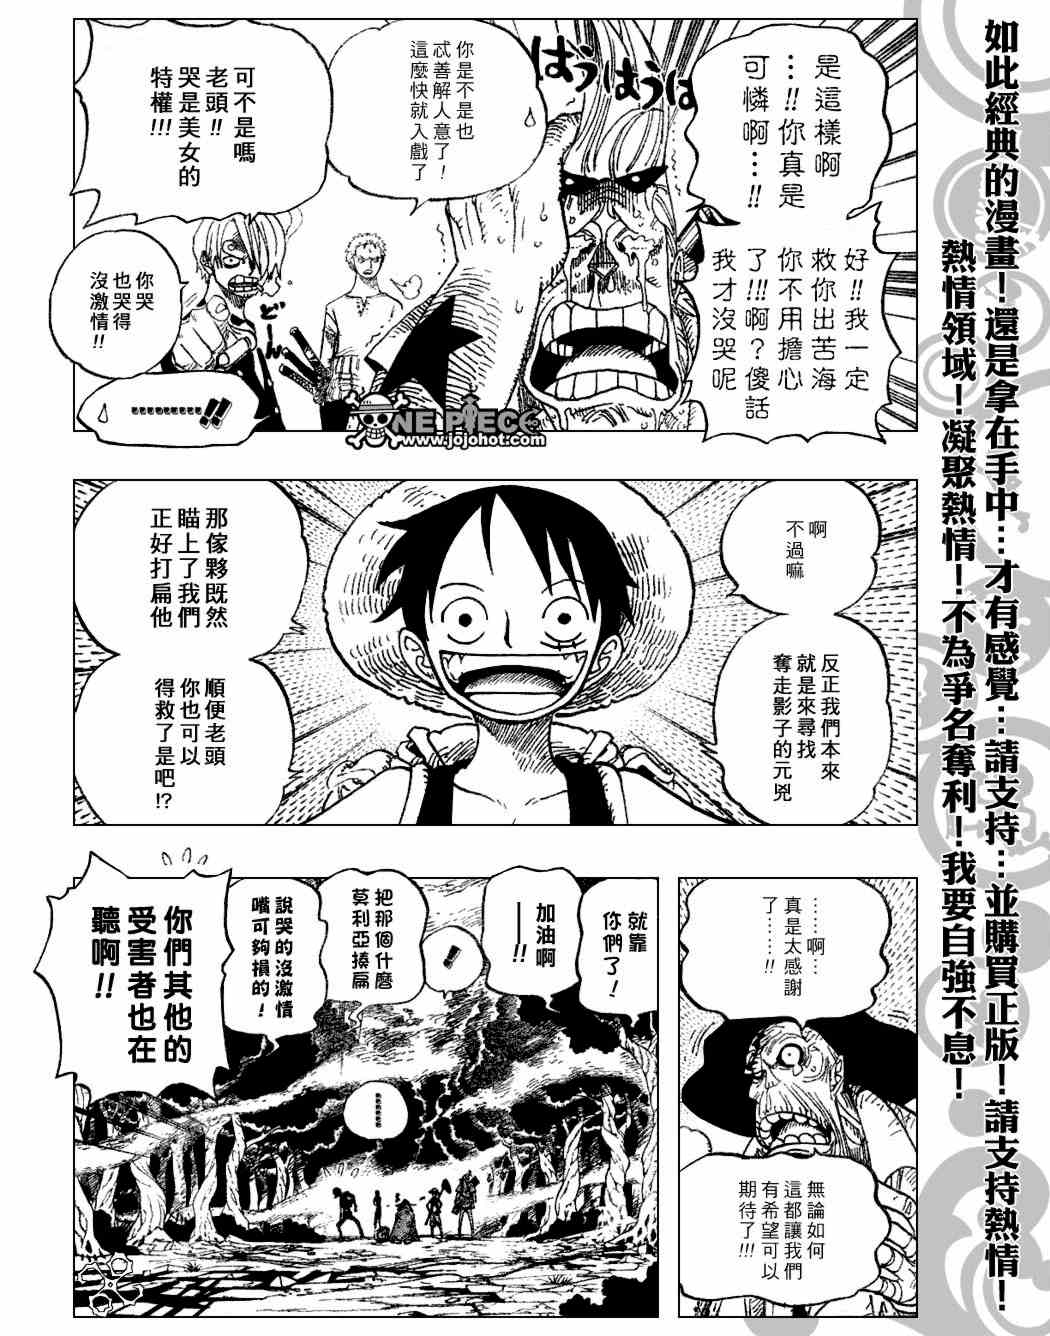 如此經典的漫畫！還是拿在手中…才有感覺…請支持…並購買正版！請支持熱情！
熱情領域！凝聚熱情！不為爭名奪利！我要自強不息！
是這樣啊
…!!你真是
可憐啊…!!
好!!我一定
救你出苦海
你不用擔心
了!!!啊？傻話
我才沒哭呢
ばうはうはうは
你是不是也
忒善解人意了！
這麼快就入戲了
可不是嗎
老頭!!
哭是美女的
特權!!!
你哭
也哭得
沒激情!!
どーん
………!!
ONE PIECE
www.jojohot.com
啊
不過嘛
反正我們本來
就是來尋找
奪走影子的元兇
那傢夥既然
瞄上了我們
正好打扁他
順便老頭
你也可以
得救了是吧!?
……啊…
真是太感謝
了……!!
無論如何
這都讓我們
有希望可以
期待了!!!
就靠
你們了！
加油啊
——!!
!!
把那個什麼
莫利亞揍扁
說哭的沒激情
嘴可夠損的！
你們其他的
受害者也在
聽啊!!
……